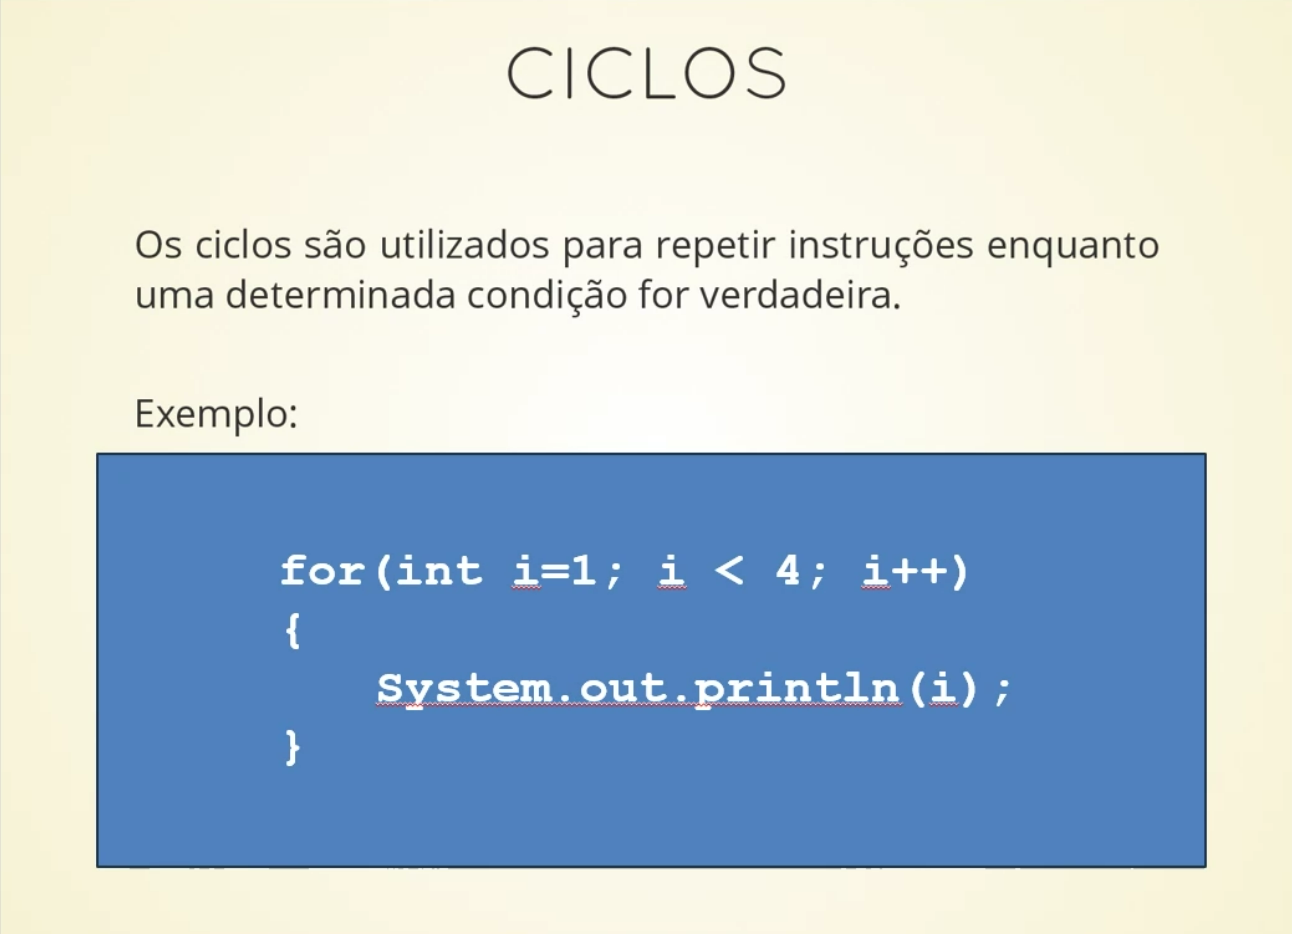 CICLOS
Os ciclos são utilizados para repetir instruções enquanto
uma determinada condição for verdadeira.
Exemplo:
for(int i=1; i < 4; i++)
{
System.out.println(i);
}